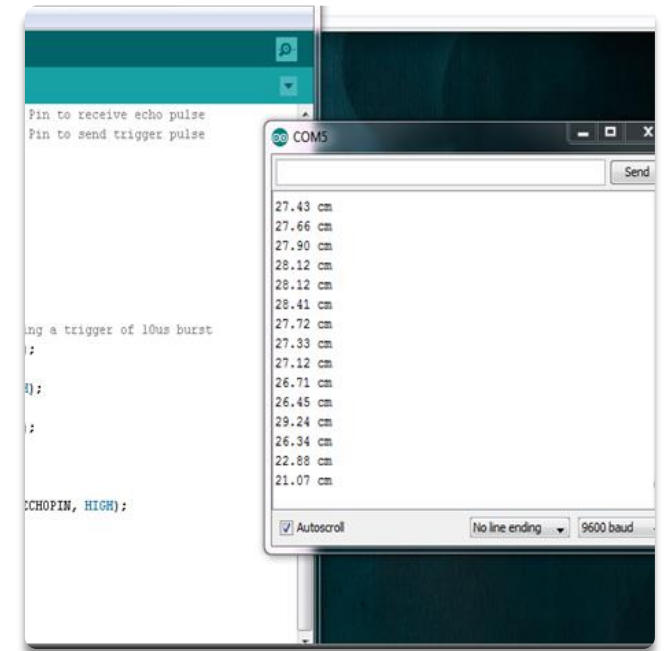 Pin to receive echo pulse
Pin to send trigger pulse
ing a trigger of 10us burst
);
H);
);
ECHOPIN, HIGH);
COM5
Send
27.43 cm
27.66 cm
27.90 cm
28.12 cm
28.12 cm
28.41 cm
27.72 cm
27.33 cm
27.12 cm
26.71 cm
26.45 cm
29.24 cm
26.34 cm
22.88 cm
21.07 cm
Autoscroll
No line ending
9600 baud